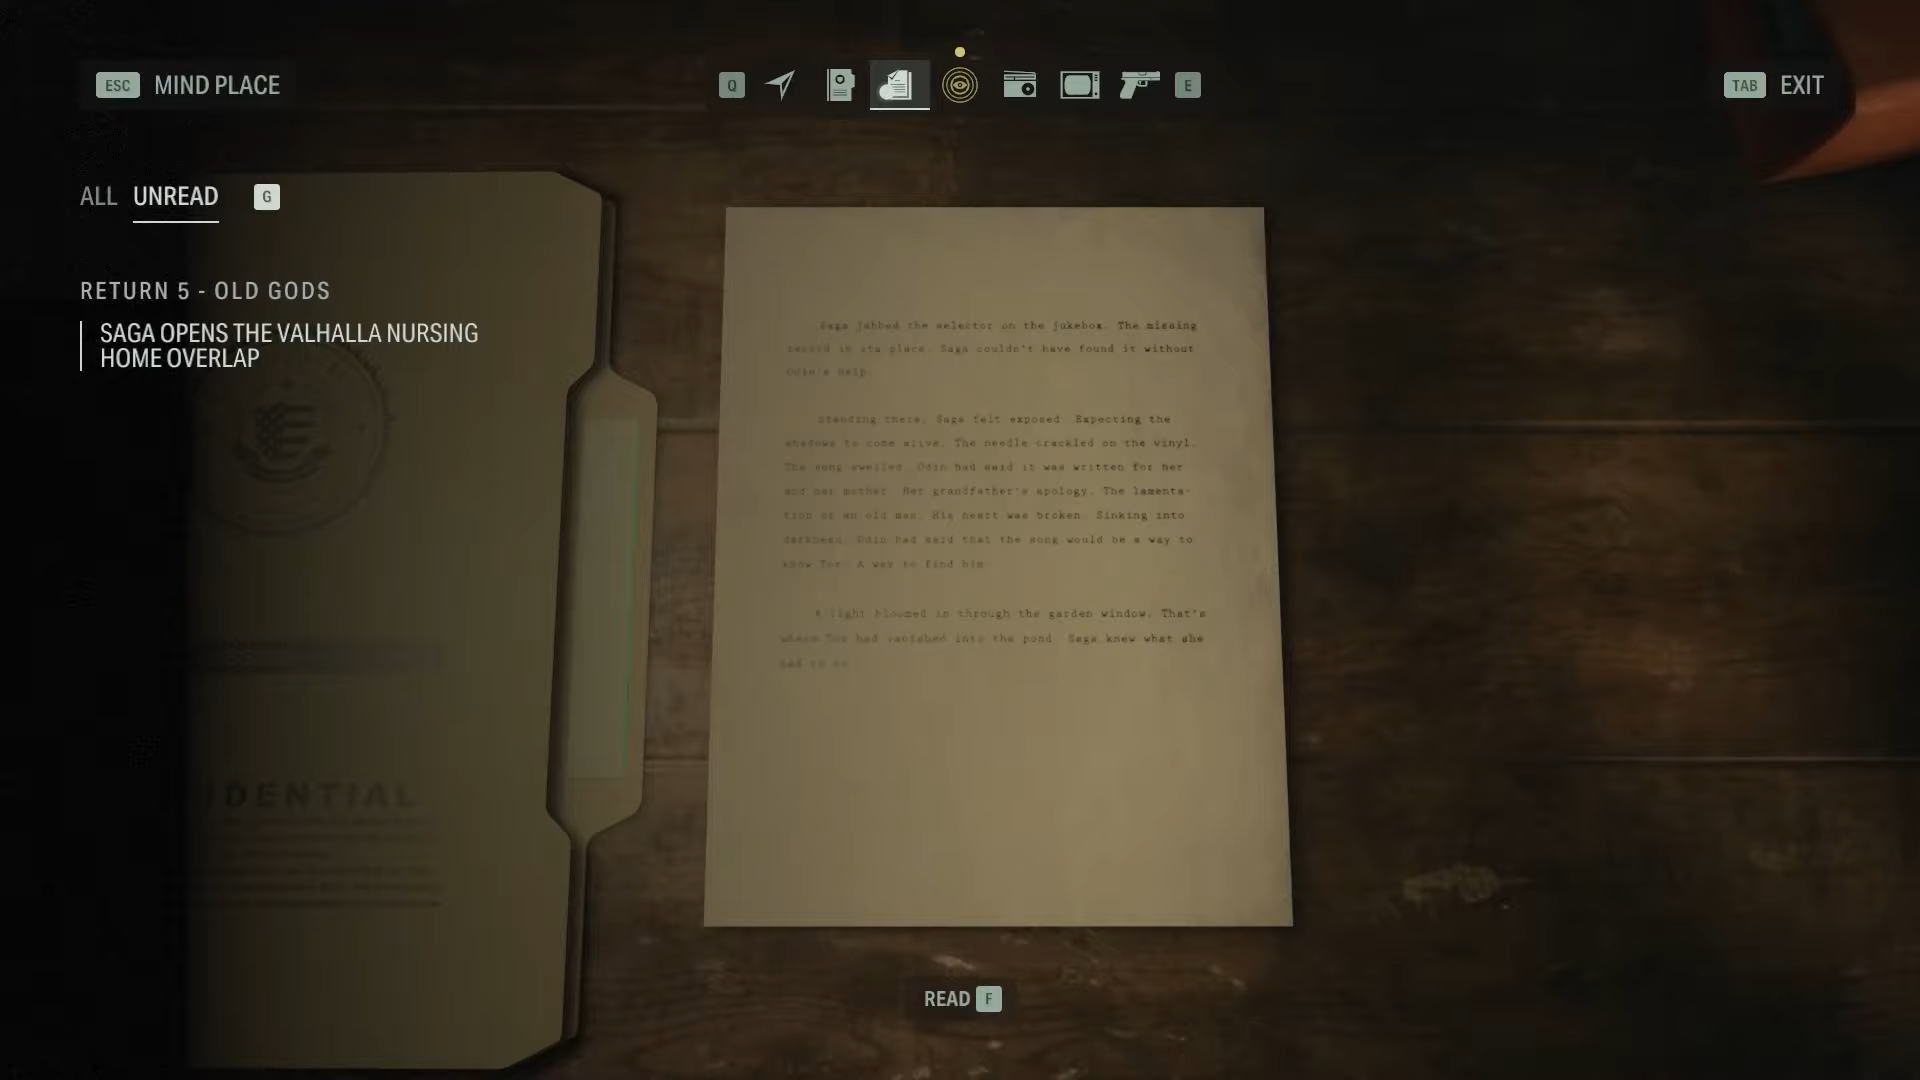 ESC MIND PLACE
Q
E
TAB EXIT
ALL UNREAD G
RETURN 5 - OLD GODS
SAGA OPENS THE VALHALLA NURSING
HOME OVERLAP
Saga jabbed the selector on the jukebox. The missing
record in its place. Saga couldn't have found it without
Odin's help.
Standing there, Saga felt exposed. Expecting the
shadows to come alive. The needle crackled on the vinyl.
The song swelled. Odin had said it was written for her
and her mother. Her grandfather's apology. The lamenta-
tion of an old man. His heart was broken. Sinking into
darkness. Odin had said that the song would be a way to
know Tor. A way to find him.
A light bloomed in through the garden window. That's
where Tor had vanished into the pond. Saga knew what she
had to do.
IDENTIAL
READ F